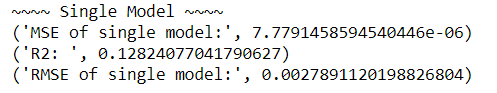 ~~~~ Single Model ~~~~
('MSE of single model:', 7.7791458594540446e-06)
('R2: ', 0.12824077041790627)
('RMSE of single model:', 0.0027891120198826804)